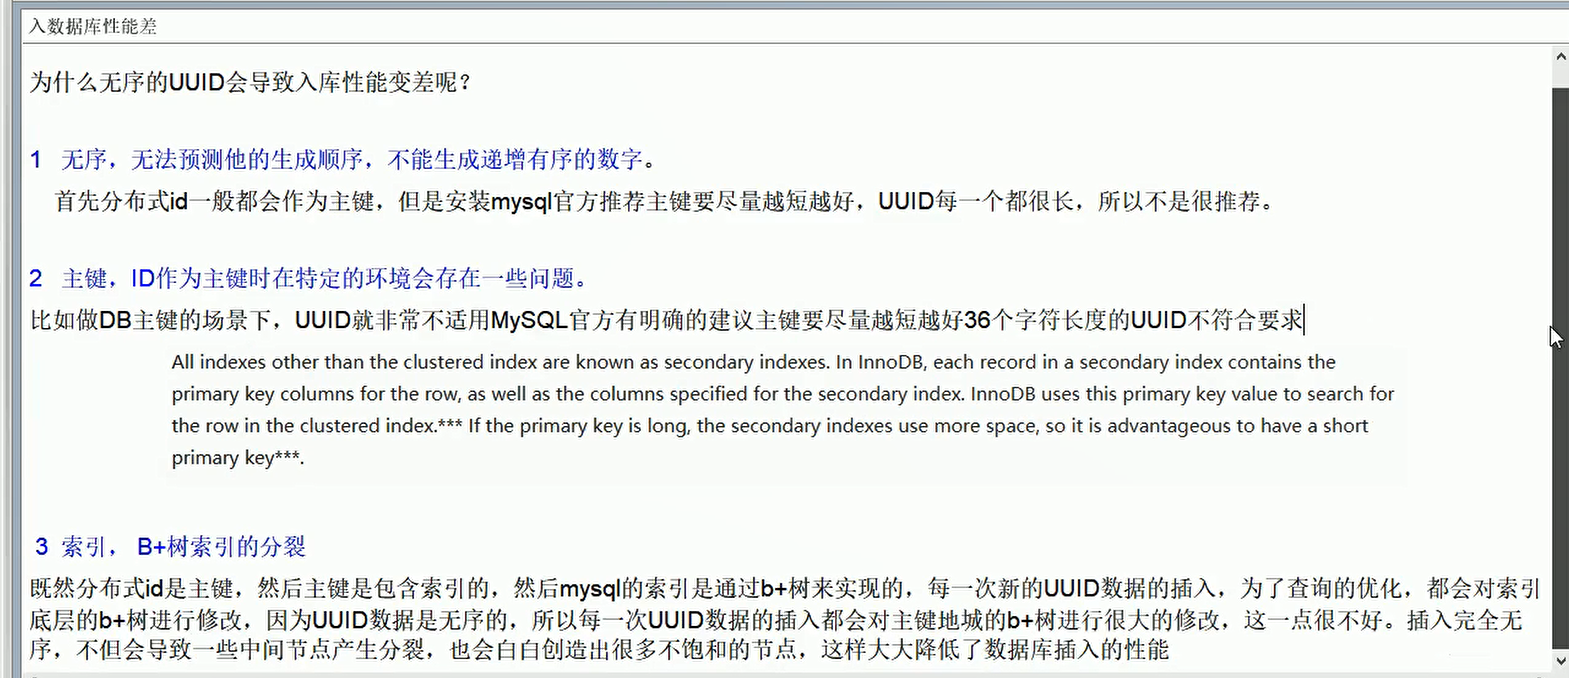 入数据库性能差
为什么无序的UUID会导致入库性能变差呢？
1 无序，无法预测他的生成顺序，不能生成递增有序的数字。
首先分布式id一般都会作为主键，但是安装mysql官方推荐主键要尽量越短越好，UUID每一个都很长，所以不是很推荐。
2 主键，ID作为主键时在特定的环境会存在一些问题。
比如做DB主键的场景下，UUID就非常不适用MySQL官方有明确的建议主键要尽量越短越好36个字符长度的UUID不符合要求
All indexes other than the clustered index are known as secondary indexes. In InnoDB, each record in a secondary index contains the
primary key columns for the row, as well as the columns specified for the secondary index. InnoDB uses this primary key value to search for
the row in the clustered index.*** If the primary key is long, the secondary indexes use more space, so it is advantageous to have a short
primary key***.
3 索引， B+树索引的分裂
既然分布式id是主键，然后主键是包含索引的，然后mysql的索引是通过b+树来实现的，每一次新的UUID数据的插入，为了查询的优化，都会对索引
底层的b+树进行修改，因为UUID数据是无序的，所以每一次UUID数据的插入都会对主键地城的b+树进行很大的修改，这一点很不好。插入完全无
序，不但会导致一些中间节点产生分裂，也会白白创造出很多不饱和的节点，这样大大降低了数据库插入的性能